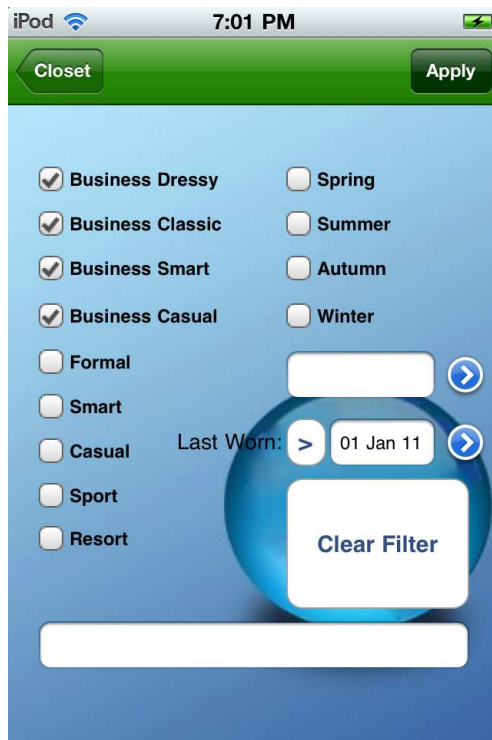 iPod 7:01 PM
Closet Apply
Business Dressy Spring
Business Classic Summer
Business Smart Autumn
Business Casual Winter
Formal
Smart
Casual Last Worn: > 01 Jan 11
Sport
Resort Clear Filter